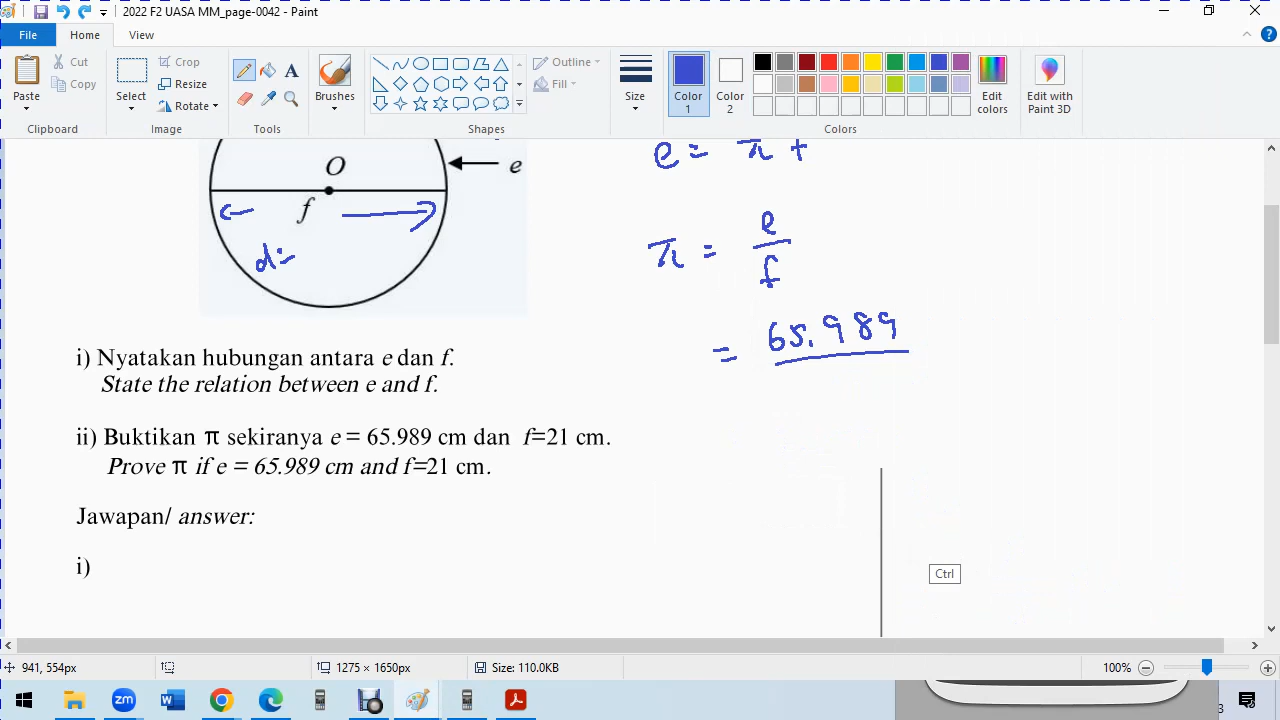 2022 F2 UASA MM_page-0042 - Paint
File Home View
Cut
Copy
Paste
Clipboard
Select
Crop
Resize
Rotate
Image
A
Tools
Brushes
Outline
Fill
Shapes
Size
Color 1
Color 2
Edit colors
Colors
Edit with Paint 3D
O
e
f
d=
e = π f
π = e/f
= 65.989
i) Nyatakan hubungan antara e dan f.
State the relation between e and f.
ii) Buktikan π sekiranya e = 65.989 cm dan f=21 cm.
Prove π if e = 65.989 cm and f=21 cm.
Jawapan/ answer:
i)
Ctrl
941, 554px
1275 × 1650px
Size: 110.0KB
100%
zm
W
3